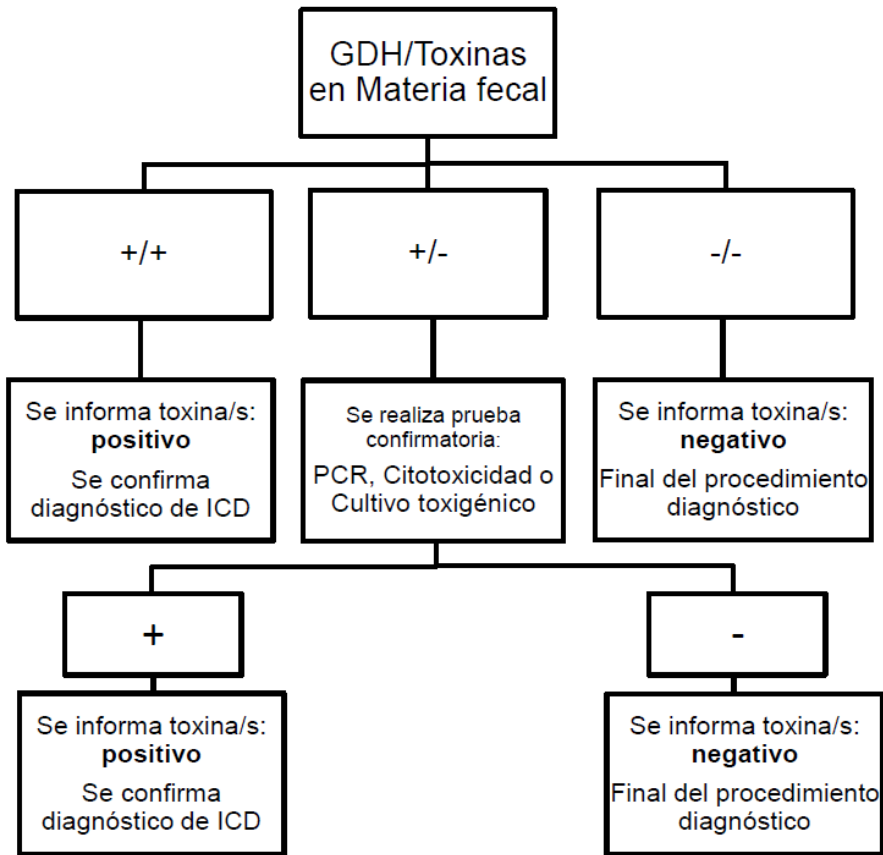 GDH/Toxinas
en Materia fecal
+/+
+/-
-/-
Se informa toxina/s:
positivo
Se confirma
diagnóstico de ICD
Se realiza prueba
confirmatoria:
PCR, Citotoxicidad o
Cultivo toxigénico
Se informa toxina/s:
negativo
Final del procedimiento
diagnóstico
+
-
Se informa toxina/s:
positivo
Se confirma
diagnóstico de ICD
Se informa toxina/s:
negativo
Final del procedimiento
diagnóstico